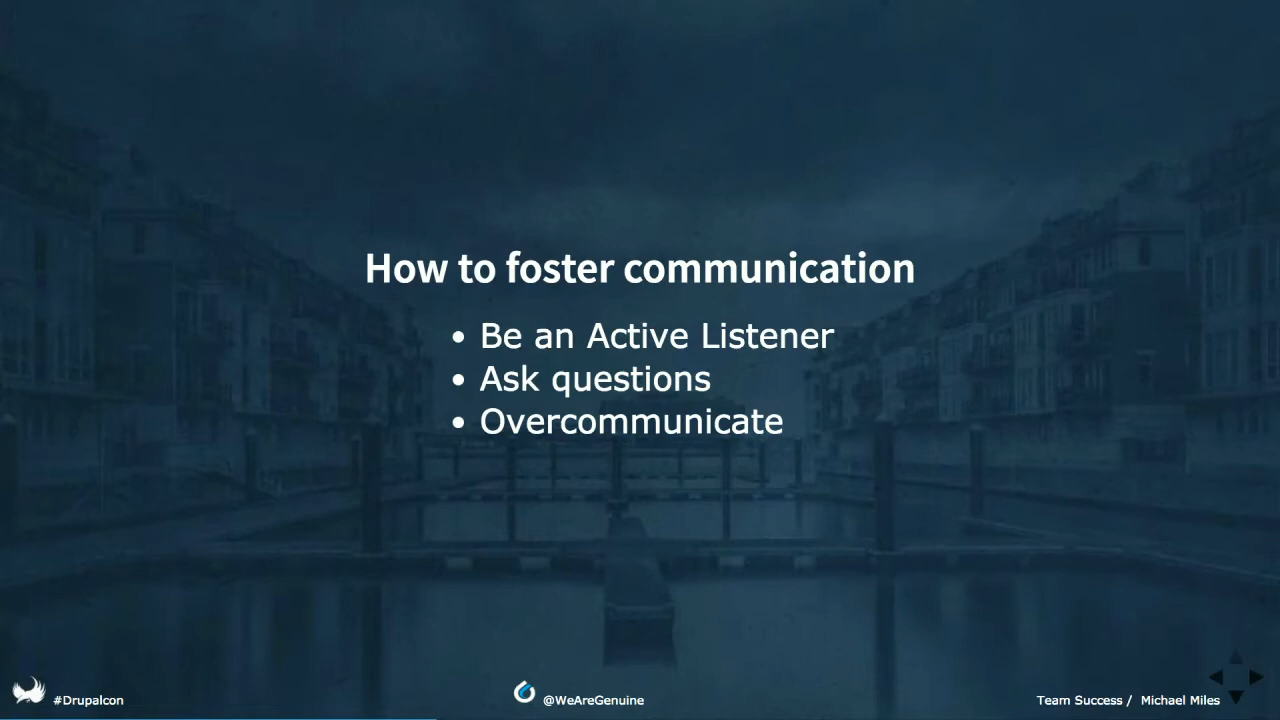 How to foster communication
• Be an Active Listener
• Ask questions
• Overcommunicate
#Drupalcon
@WeAreGenuine
Team Success / Michael Miles